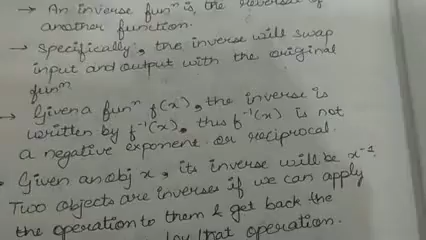 → An inverse funⁿ is, the reversal of
another function.
→ Specifically, the inverse will swap
input and output with the original
funⁿ.
→ Given a funⁿ f(x), the inverse is
written by f⁻¹(x), this f⁻¹(x) is not
a negative exponent or reciprocal.
• Given an obj x, its inverse will be x⁻¹.
Two objects are inverses if we can apply
the operation to them & get back the
by that operation.